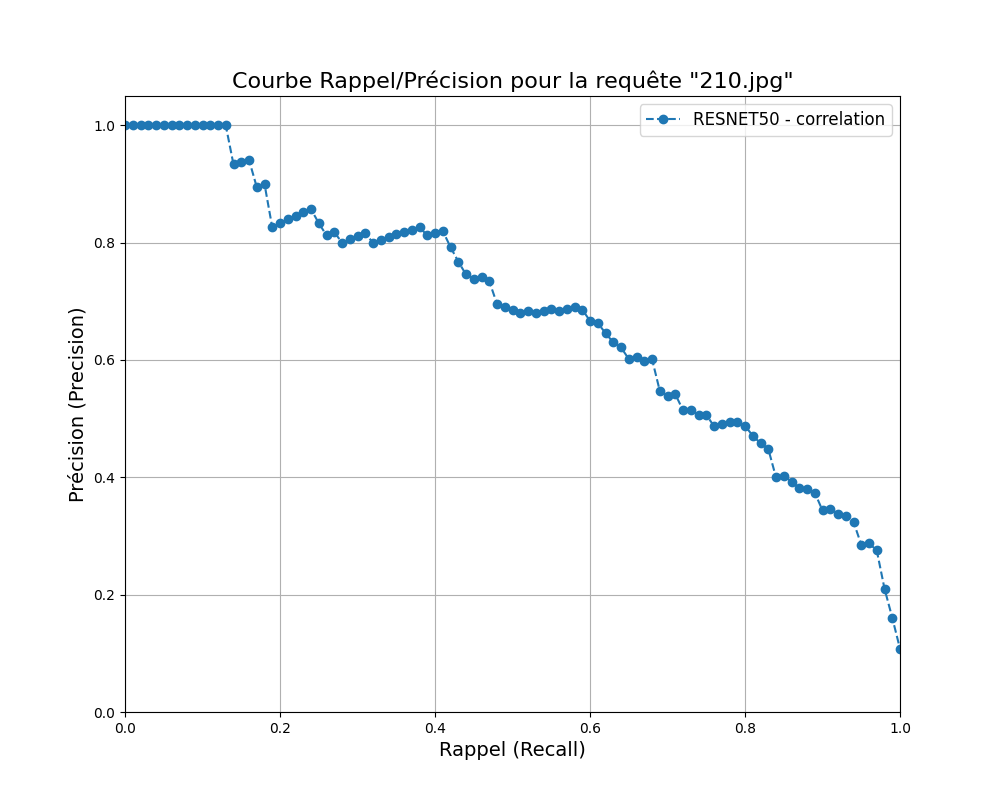 Courbe Rappel/Précision pour la requête "210.jpg"
RESNET50 - correlation
Précision (Precision)
1.0
0.8
0.6
0.4
0.2
0.0
0.0 0.2 0.4 0.6 0.8 1.0
Rappel (Recall)